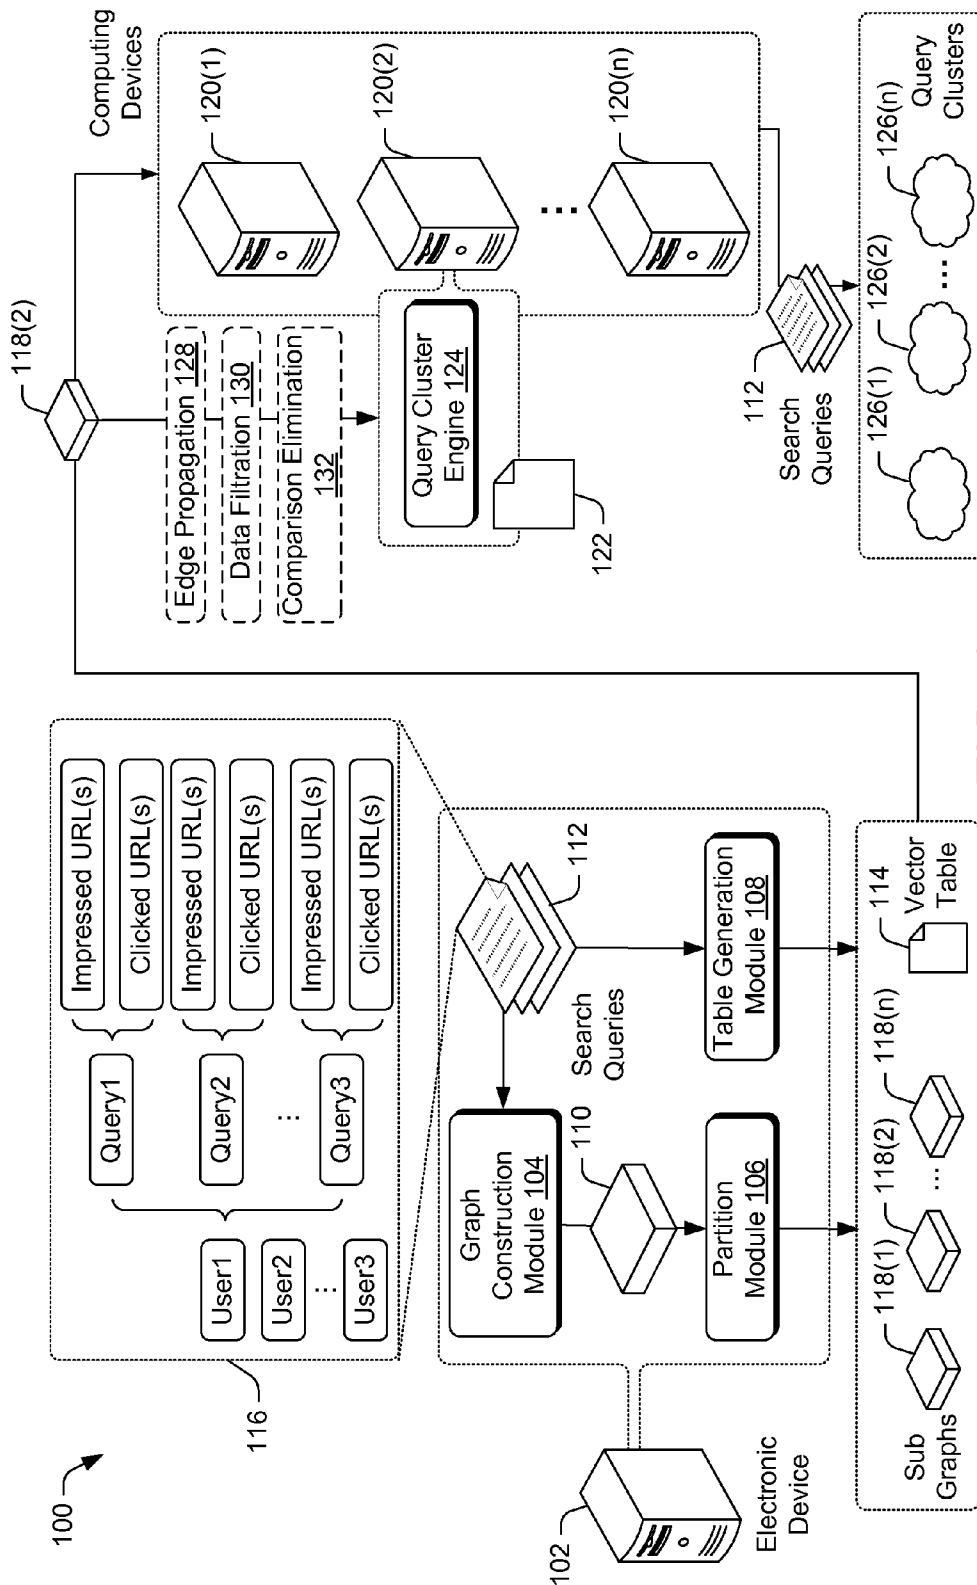 100
116
User1
User2
...
User3
Query1
Query2
...
Query3
Impressed URL(s)
Clicked URL(s)
Impressed URL(s)
Clicked URL(s)
Impressed URL(s)
Clicked URL(s)
102
Electronic
Device
Graph
Construction
Module 104
110
Partition
Module 106
Search
Queries
112
Table Generation
Module 108
Sub
Graphs
118(1)
118(2)
...
118(n)
114
Vector
Table
118(2)
Edge Propagation 128
Data Filtration 130
Comparison Elimination
132
Query Cluster
Engine 124
122
Computing
Devices
120(1)
120(2)
...
120(n)
Search
Queries
112
126(1)
126(2)
...
126(n)
Query
Clusters